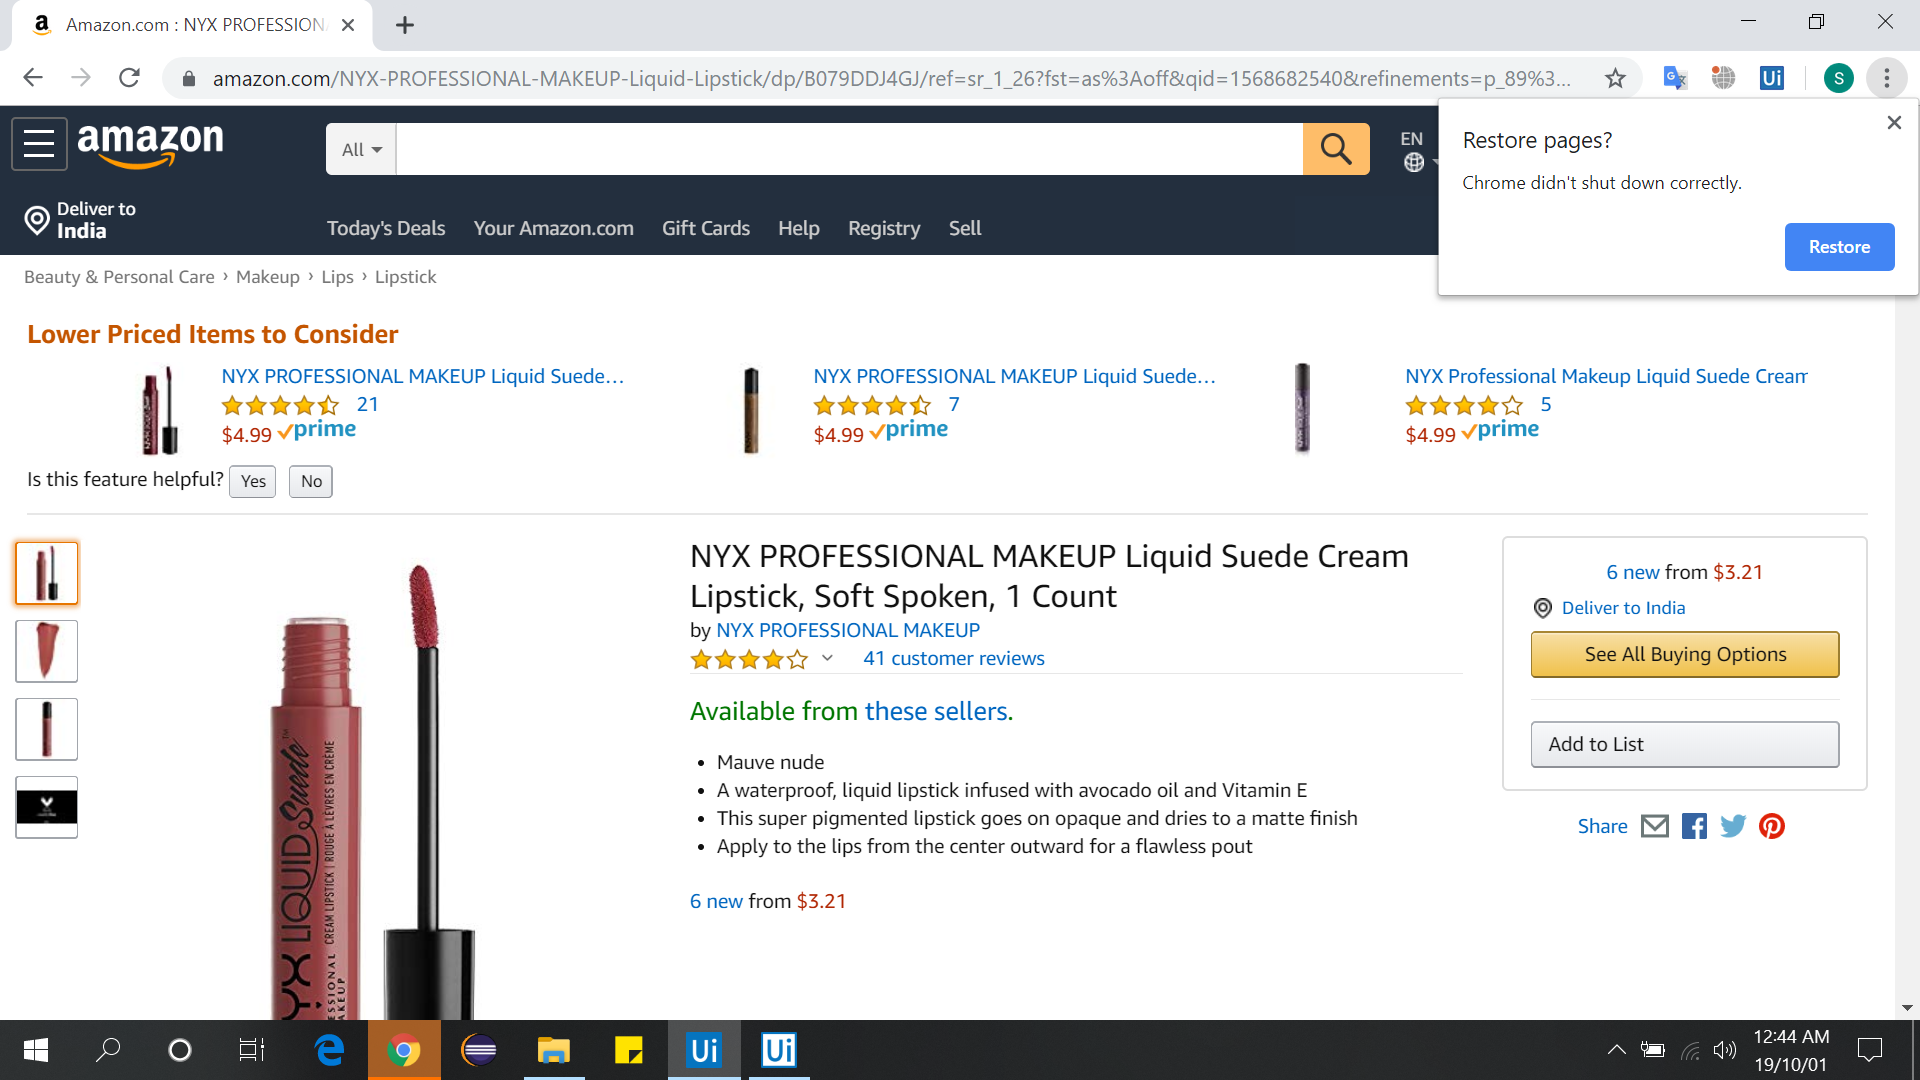 Amazon.com : NYX PROFESSION
amazon.com/NYX-PROFESSIONAL-MAKEUP-Liquid-Lipstick/dp/B079DDJ4GJ/ref=sr_1_26?fst=as%3Aoff&qid=1568682540&refinements=p_89%3...
Ui
S
amazon
All
EN
Restore pages?
Chrome didn't shut down correctly.
Restore
Deliver to
India
Today's Deals Your Amazon.com Gift Cards Help Registry Sell
Beauty & Personal Care › Makeup › Lips › Lipstick
Lower Priced Items to Consider
NYX PROFESSIONAL MAKEUP Liquid Suede…
21
$4.99 prime
NYX PROFESSIONAL MAKEUP Liquid Suede…
7
$4.99 prime
NYX Professional Makeup Liquid Suede Cream
5
$4.99 prime
Is this feature helpful? Yes No
NYX PROFESSIONAL MAKEUP Liquid Suede Cream
Lipstick, Soft Spoken, 1 Count
by NYX PROFESSIONAL MAKEUP
41 customer reviews
Available from these sellers.
• Mauve nude
• A waterproof, liquid lipstick infused with avocado oil and Vitamin E
• This super pigmented lipstick goes on opaque and dries to a matte finish
• Apply to the lips from the center outward for a flawless pout
6 new from $3.21
6 new from $3.21
Deliver to India
See All Buying Options
Add to List
Share
LIQUID Suede™
CREAM LIPSTICK | ROUGE À LÈVRES EN CRÈME
Ui
Ui
12:44 AM
19/10/01